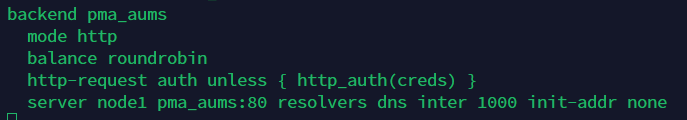 backend pma_aums
mode http
balance roundrobin
http-request auth unless { http_auth(creds) }
server node1 pma_aums:80 resolvers dns inter 1000 init-addr none